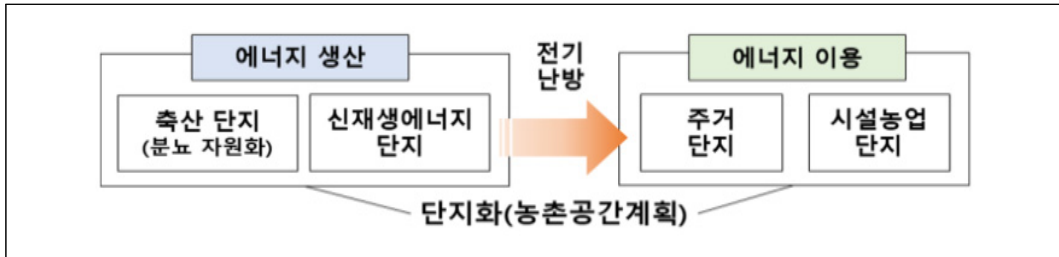 에너지 생산
전기
난방
에너지 이용
축산 단지
(분뇨 자원화)
신재생에너지
단지
주거
단지
시설농업
단지
단지화(농촌공간계획)